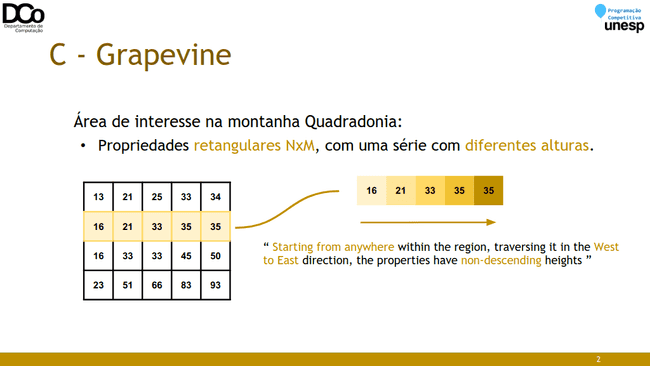 DCo
Departamento de
Computação
Programação
Competitiva
unesp
C - Grapevine
Área de interesse na montanha Quadradonia:
• Propriedades retangulares NxM, com uma série com diferentes alturas.
13 21 25 33 34
16 21 33 35 35
16 33 33 45 50
23 51 66 83 93
16 21 33 35 35
“ Starting from anywhere within the region, traversing it in the West
to East direction, the properties have non-descending heights ”
2